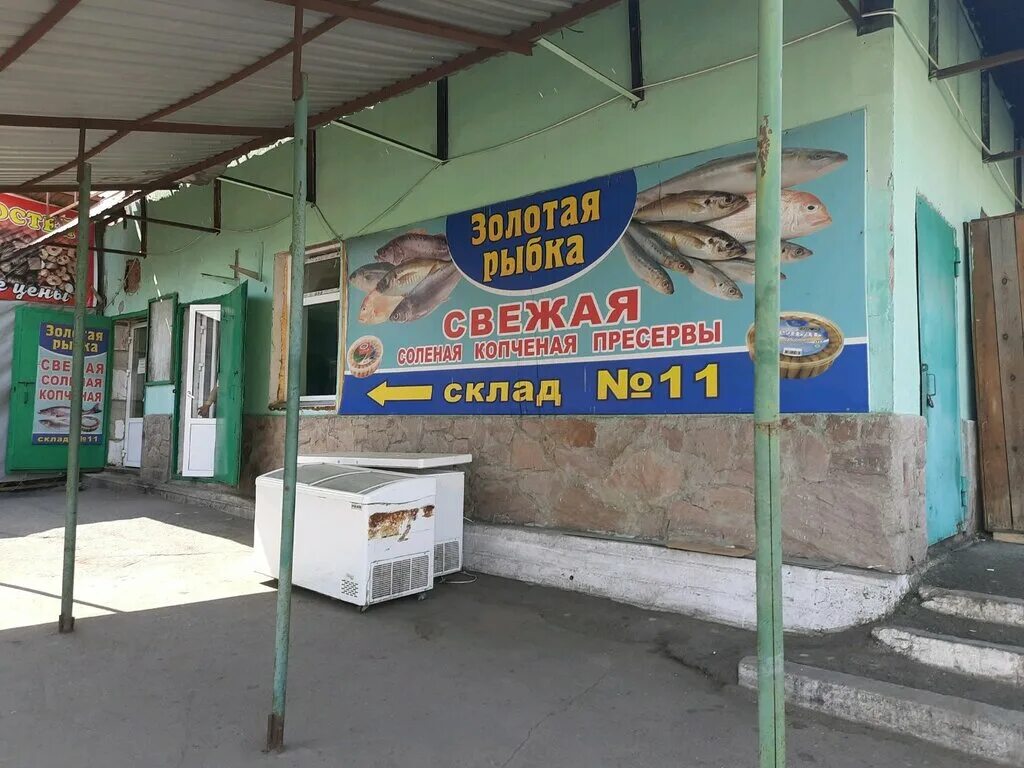 Золотая
рыбка
СВЕЖАЯ
СОЛЕНАЯ КОПЧЕНАЯ ПРЕСЕРВЫ
склад №11
Золотая
рыбка
СВЕЖАЯ
СОЛЕНАЯ
КОПЧЕНАЯ
склад №11
цены